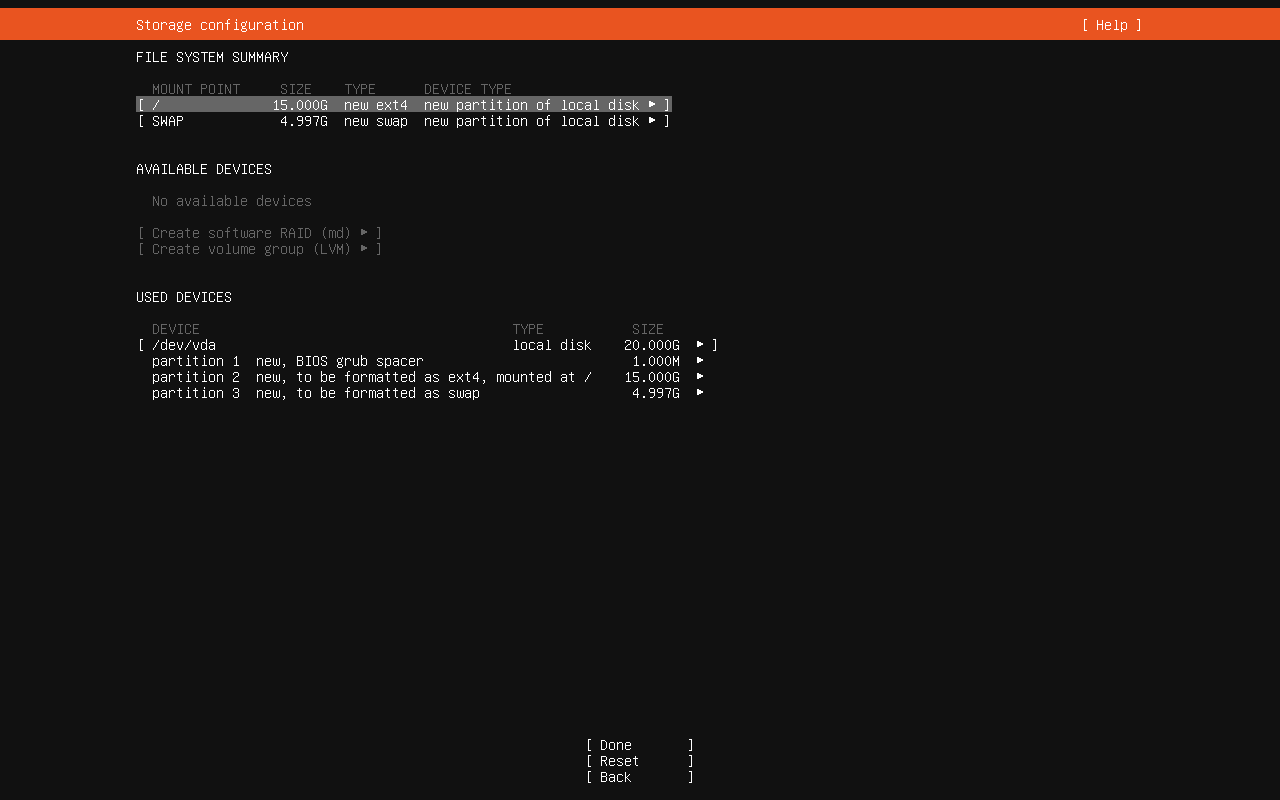 Storage configuration [ Help ]
FILE SYSTEM SUMMARY
MOUNT POINT SIZE TYPE DEVICE TYPE
[ / 15.000G new ext4 new partition of local disk ▸ ]
[ SWAP 4.997G new swap new partition of local disk ▸ ]
AVAILABLE DEVICES
No available devices
[ Create software RAID (md) ▸ ]
[ Create volume group (LVM) ▸ ]
USED DEVICES
DEVICE TYPE SIZE
[ /dev/vda local disk 20.000G ▸ ]
partition 1 new, BIOS grub spacer 1.000M ▸
partition 2 new, to be formatted as ext4, mounted at / 15.000G ▸
partition 3 new, to be formatted as swap 4.997G ▸
[ Done ]
[ Reset ]
[ Back ]